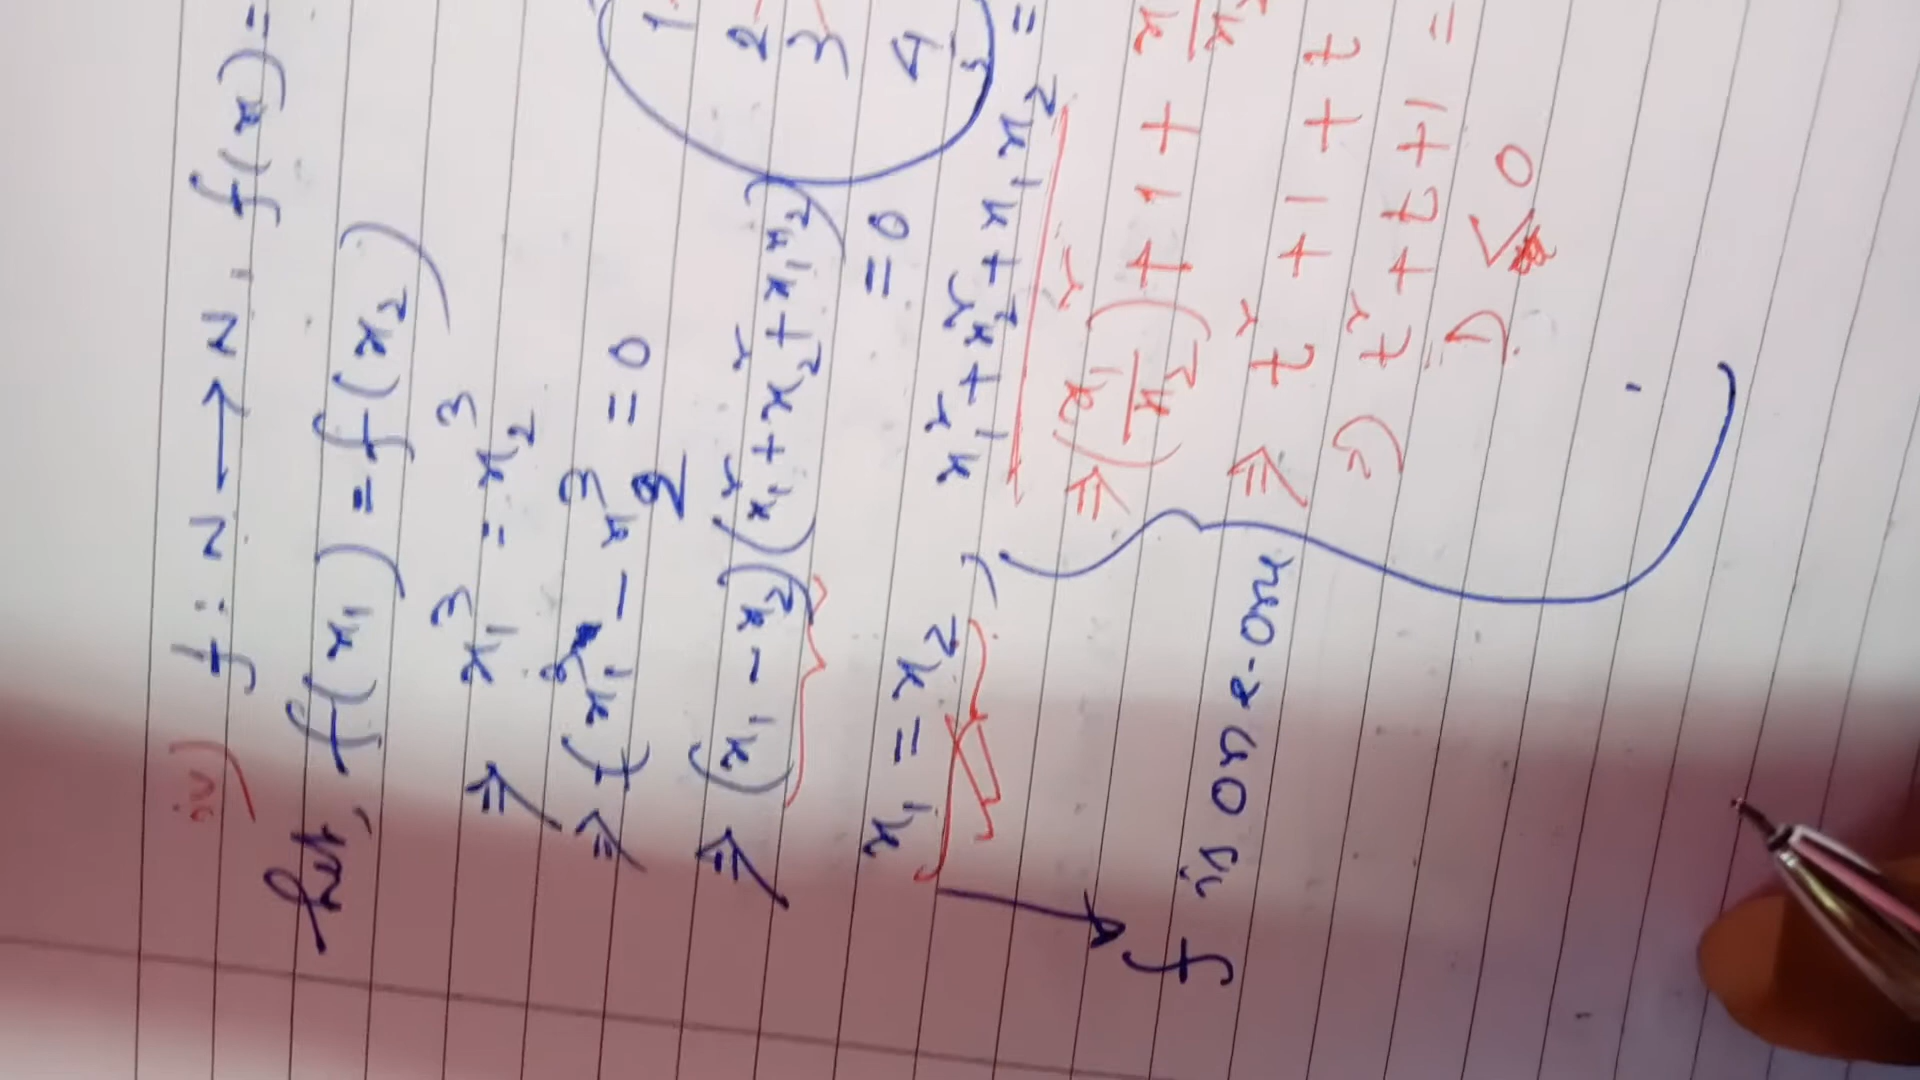 iv) f : N → N, f(x) =
Let, f(x₁) = f(x₂)
⇒ x₁³ = x₂³
⇒ (x₁³ - x₂³ = 0
⇒ (x₁ - x₂)(x₁² + x₂² + x₁x₂) = 0
x₁ = x₂, x₁² + x₂² + x₁x₂ =
⇒ (x₁/x₂)² + 1 +
⇒ t² + 1 + t
t² + t + 1 =
D < 0
f is one-one
1
2
3
4